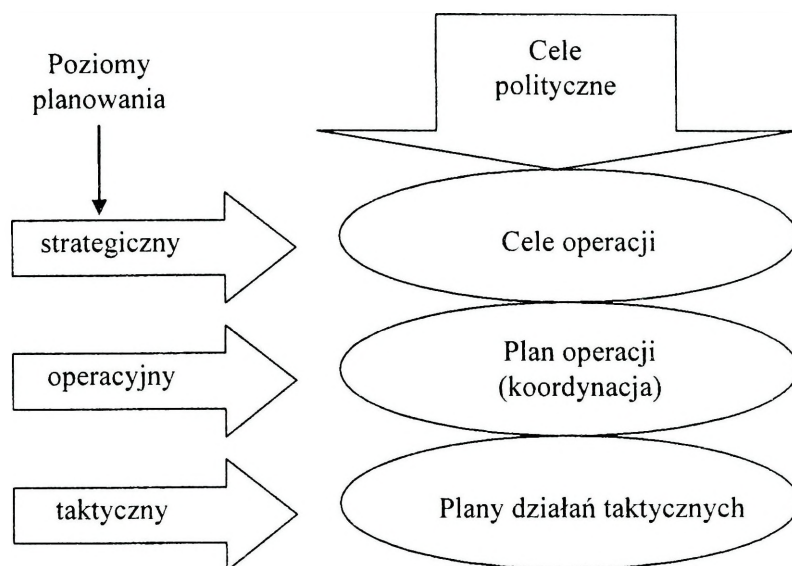 Poziomy
planowania
Cele
polityczne
strategiczny
Cele operacji
operacyjny
Plan operacji
(koordynacja)
taktyczny
Plany działań taktycznych